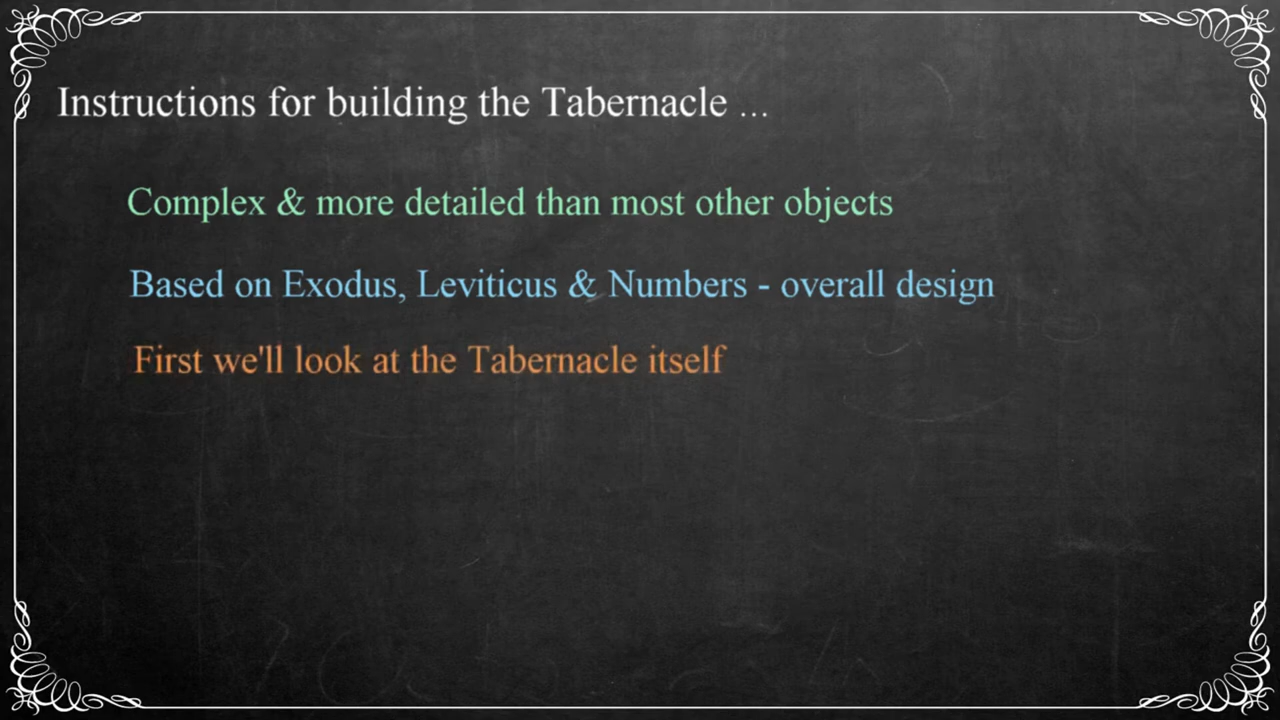 Instructions for building the Tabernacle ...
Complex & more detailed than most other objects
Based on Exodus, Leviticus & Numbers - overall design
First we'll look at the Tabernacle itself